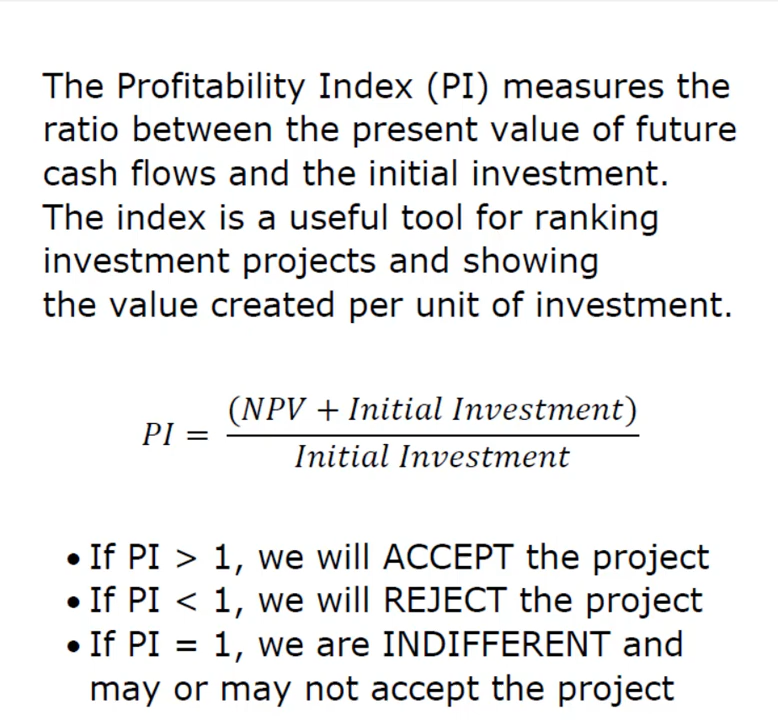 The Profitability Index (PI) measures the
ratio between the present value of future
cash flows and the initial investment.
The index is a useful tool for ranking
investment projects and showing
the value created per unit of investment.
PI = (NPV + Initial Investment)
Initial Investment
• If PI > 1, we will ACCEPT the project
• If PI < 1, we will REJECT the project
• If PI = 1, we are INDIFFERENT and
may or may not accept the project